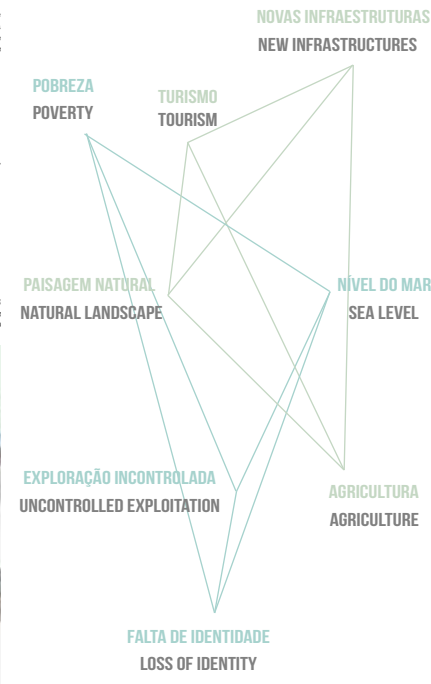 NOVAS INFRAESTRUTURAS
NEW INFRASTRUCTURES
POBREZA
POVERTY
TURISMO
TOURISM
PAISAGEM NATURAL
NATURAL LANDSCAPE
NÍVEL DO MAR
SEA LEVEL
EXPLORAÇÃO INCONTROLADA
UNCONTROLLED EXPLOITATION
AGRICULTURA
AGRICULTURE
FALTA DE IDENTIDADE
LOSS OF IDENTITY